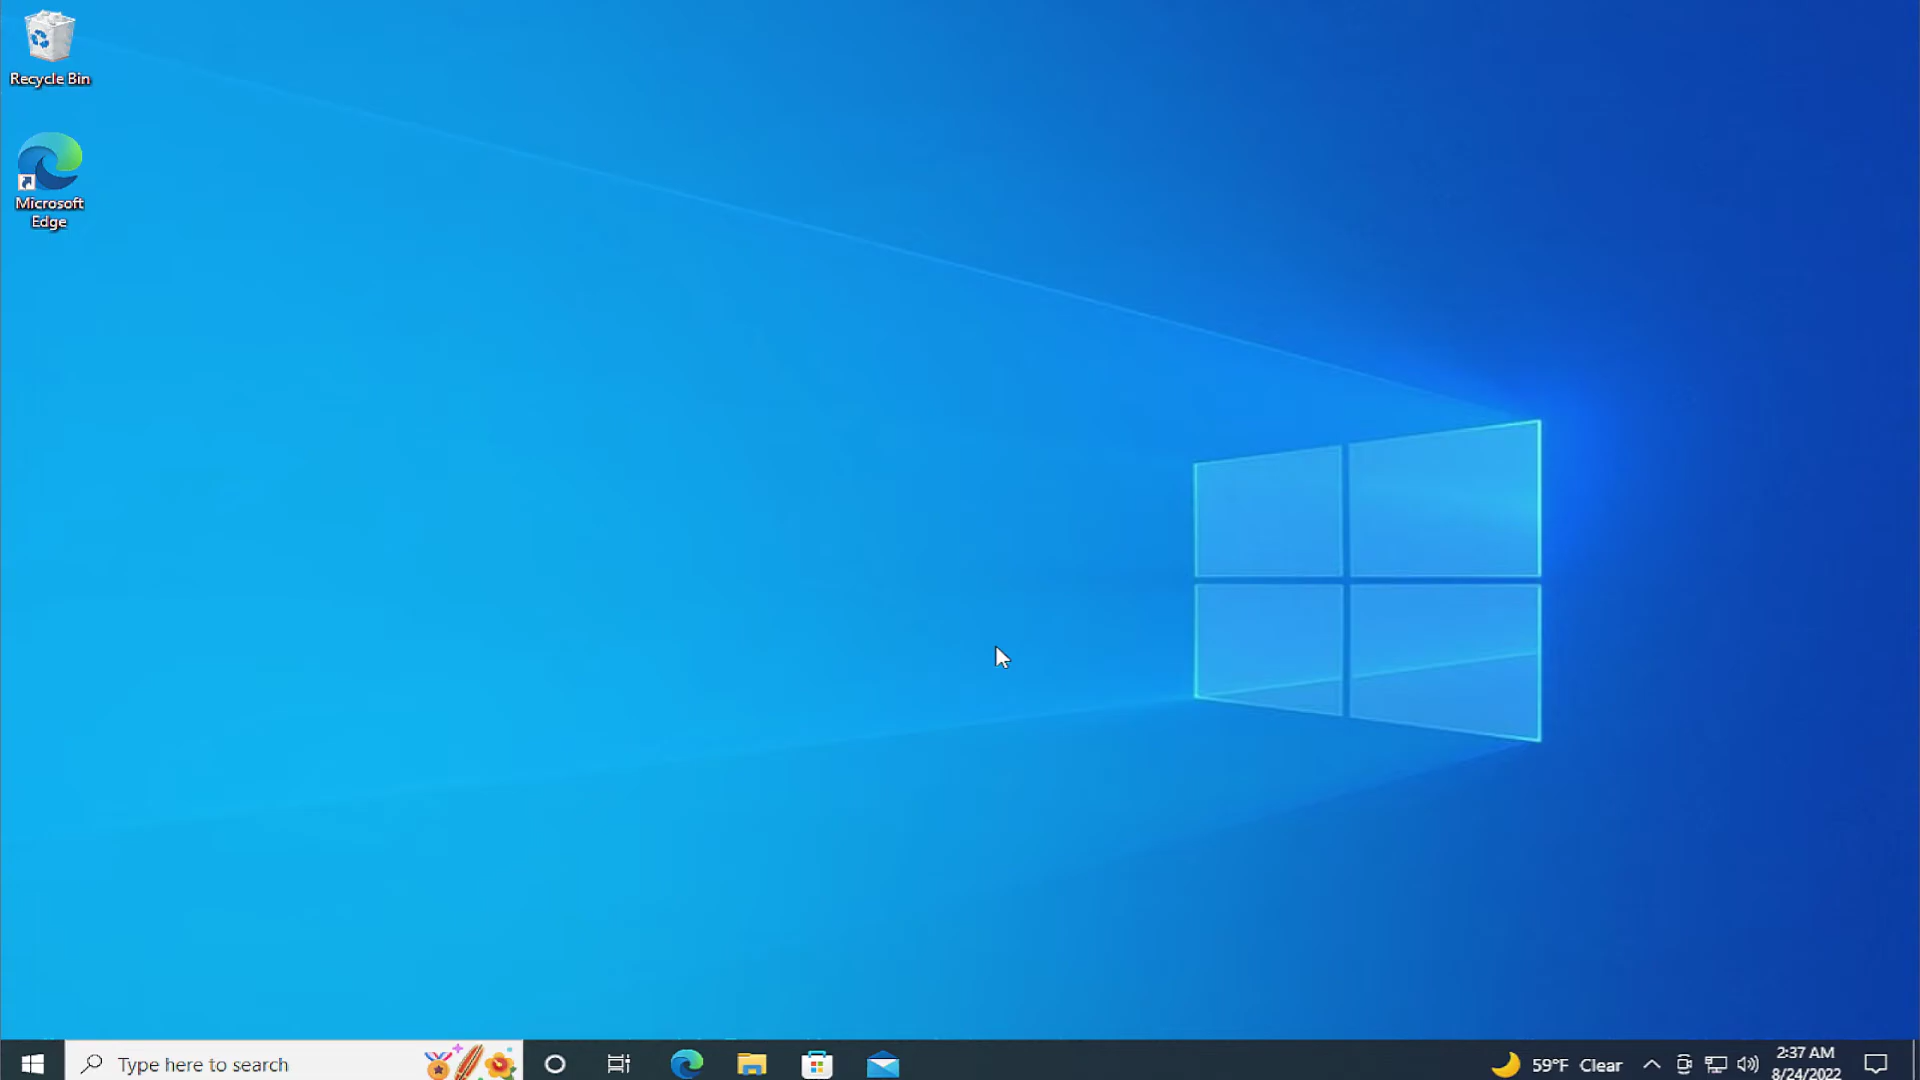 Recycle Bin
Microsoft
Edge
Type here to search
59°F Clear
2:37 AM
8/24/2022